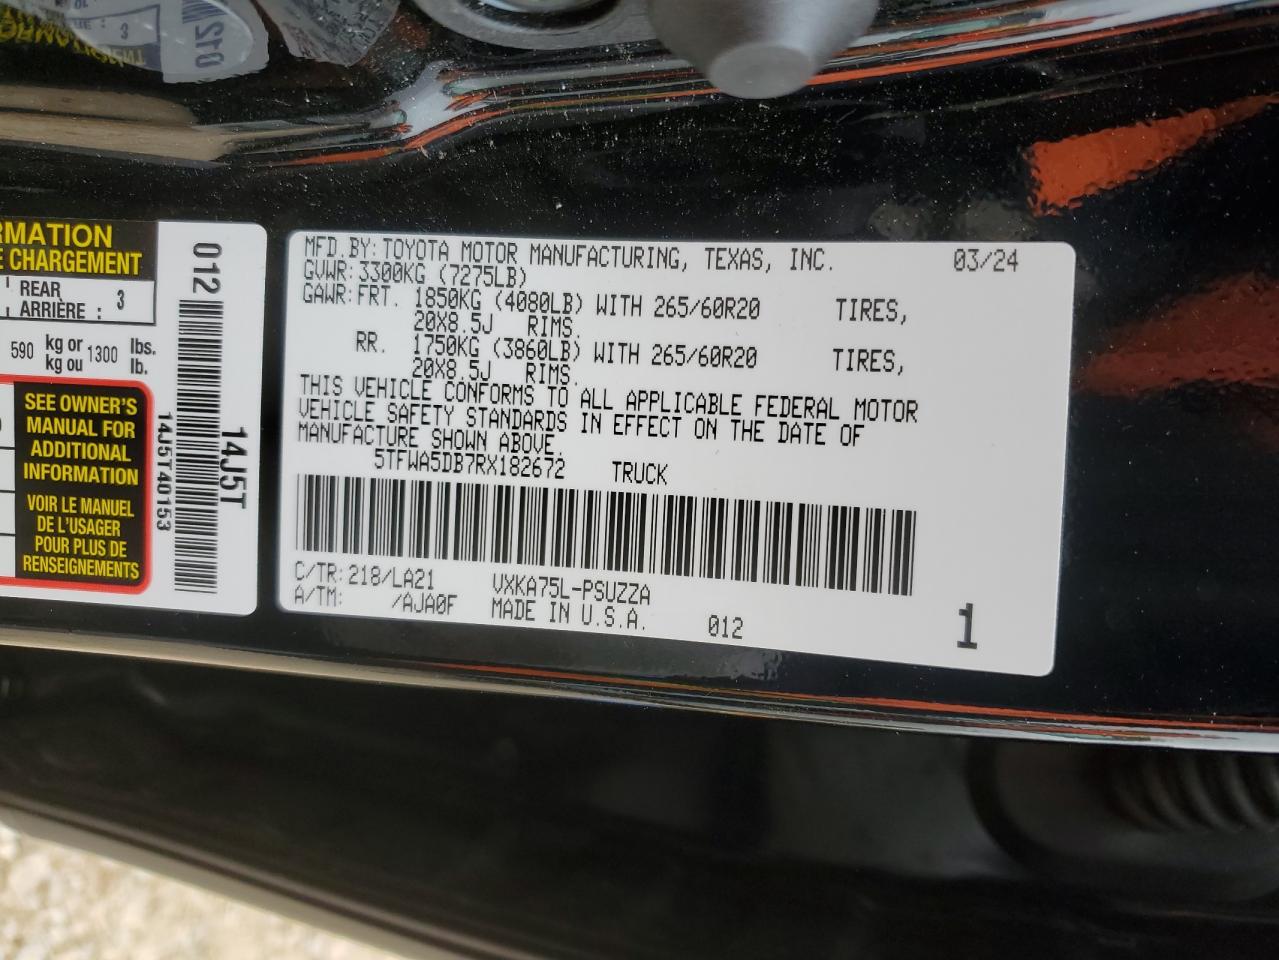 RMATION
E CHARGEMENT
REAR
ARRIÈRE : 3
590 kg or 1300 lbs.
kg ou lb.
SEE OWNER'S
MANUAL FOR
ADDITIONAL
INFORMATION
VOIR LE MANUEL
DE L'USAGER
POUR PLUS DE
RENSEIGNEMENTS
012
14J5T
14J5T40153
MFD.BY:TOYOTA MOTOR MANUFACTURING, TEXAS, INC. 03/24
GVWR:3300KG (7275LB)
GAWR:FRT. 1850KG (4080LB) WITH 265/60R20 TIRES,
20X8.5J RIMS.
RR. 1750KG (3860LB) WITH 265/60R20 TIRES,
20X8.5J RIMS.
THIS VEHICLE CONFORMS TO ALL APPLICABLE FEDERAL MOTOR
VEHICLE SAFETY STANDARDS IN EFFECT ON THE DATE OF
MANUFACTURE SHOWN ABOVE.
5TFWA5DB7RX182672 TRUCK
C/TR:218/LA21 VXKA75L-PSUZZA
A/TM: /AJA0F MADE IN U.S.A. 012 1